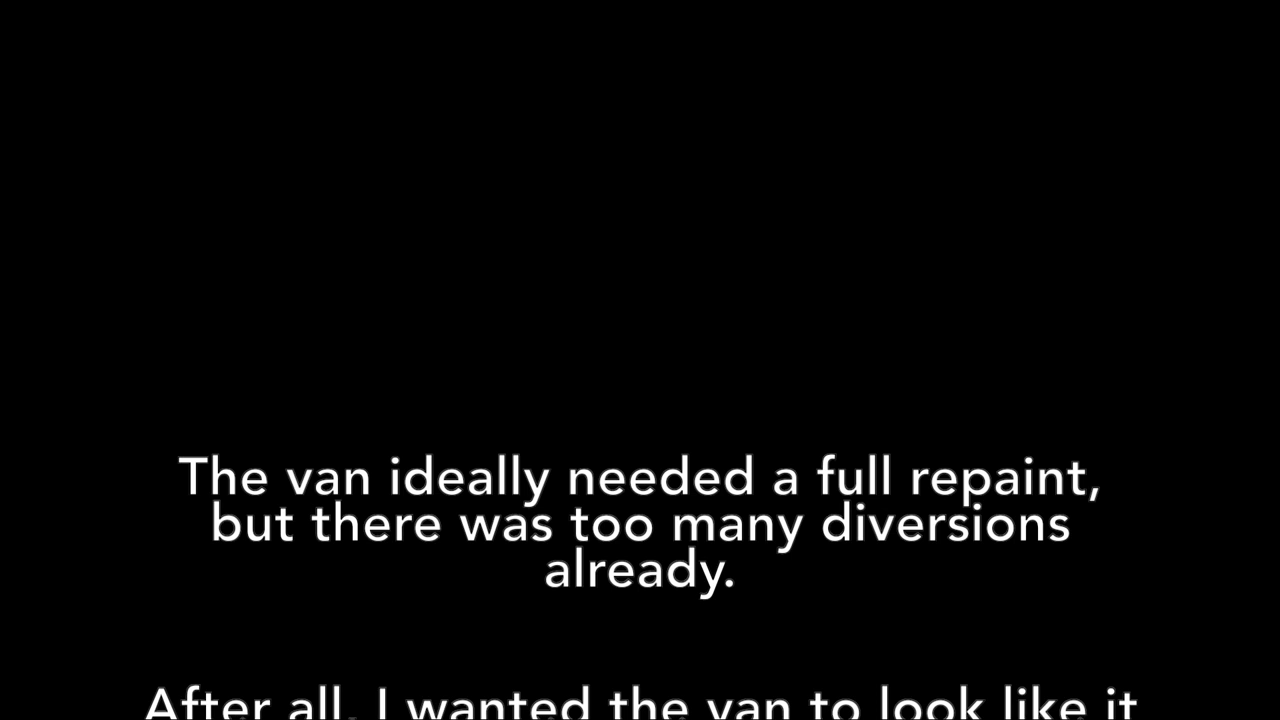 The van ideally needed a full repaint,
but there was too many diversions
already.
After all, I wanted the van to look like it